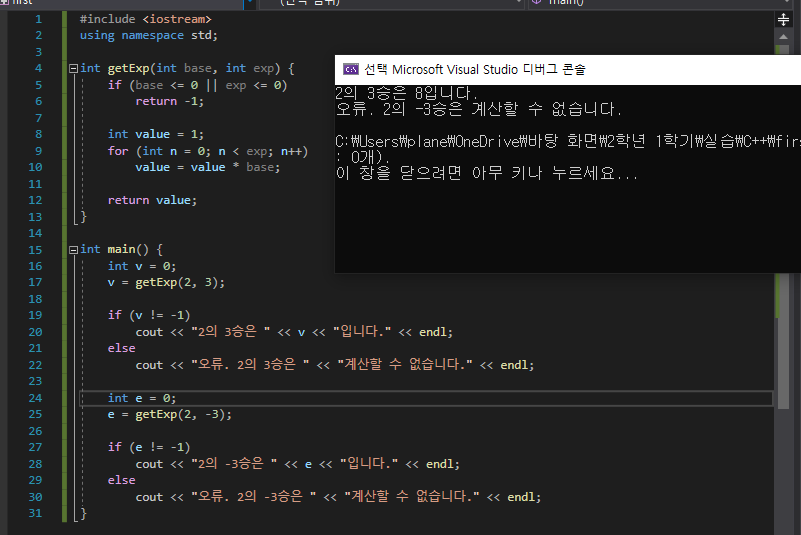 first
main()
1 #include <iostream>
2 using namespace std;
3
4 int getExp(int base, int exp) {
5 if (base <= 0 || exp <= 0)
6 return -1;
7
8 int value = 1;
9 for (int n = 0; n < exp; n++)
10 value = value * base;
11
12 return value;
13 }
14
15 int main() {
16 int v = 0;
17 v = getExp(2, 3);
18
19 if (v != -1)
20 cout << "2의 3승은 " << v << "입니다." << endl;
21 else
22 cout << "오류. 2의 3승은 " << "계산할 수 없습니다." << endl;
23
24 int e = 0;
25 e = getExp(2, -3);
26
27 if (e != -1)
28 cout << "2의 -3승은 " << e << "입니다." << endl;
29 else
30 cout << "오류. 2의 -3승은 " << "계산할 수 없습니다." << endl;
31 }
선택 Microsoft Visual Studio 디버그 콘솔
2의 3승은 8입니다.
오류. 2의 -3승은 계산할 수 없습니다.
C:₩Users₩plane₩OneDrive₩바탕 화면₩2학년 1학기₩실습₩C++₩firs
: 0개).
이 창을 닫으려면 아무 키나 누르세요...